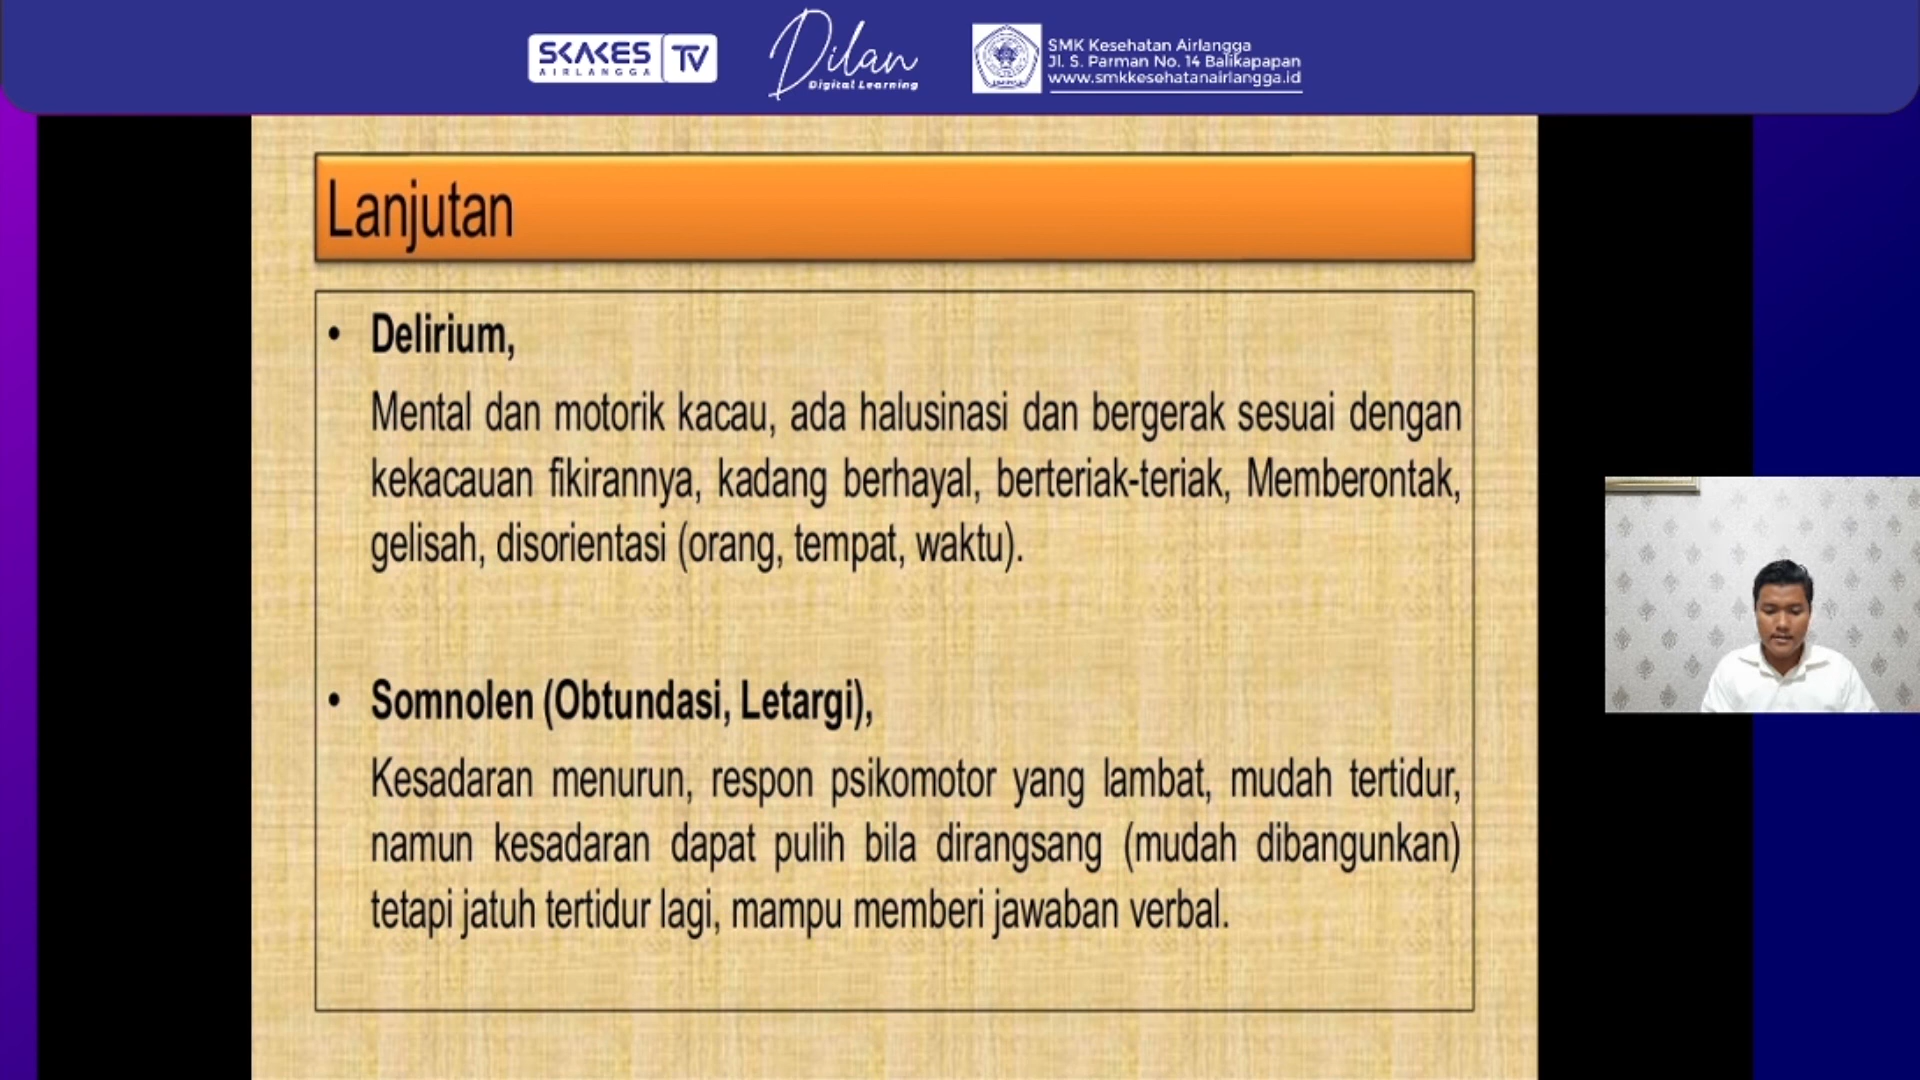 SKAKES TV
AIRLANGGA
Dilan
Digital Learning
SMK Kesehatan Airlangga
Jl. S. Parman No. 14 Balikapapan
www.smkkesehatanairlangga.id
Lanjutan
• Delirium,
Mental dan motorik kacau, ada halusinasi dan bergerak sesuai dengan
kekacauan fikirannya, kadang berhayal, berteriak-teriak, Memberontak,
gelisah, disorientasi (orang, tempat, waktu).
• Somnolen (Obtundasi, Letargi),
Kesadaran menurun, respon psikomotor yang lambat, mudah tertidur,
namun kesadaran dapat pulih bila dirangsang (mudah dibangunkan)
tetapi jatuh tertidur lagi, mampu memberi jawaban verbal.